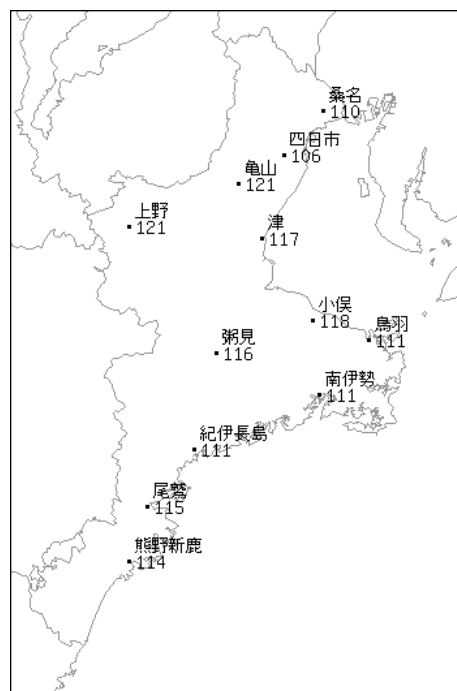 桑名
110
四日市
106
亀山
121
上野
121
津
117
小俣
118
鳥羽
111
粥見
116
南伊勢
111
紀伊長島
111
尾鷲
115
熊野新鹿
114